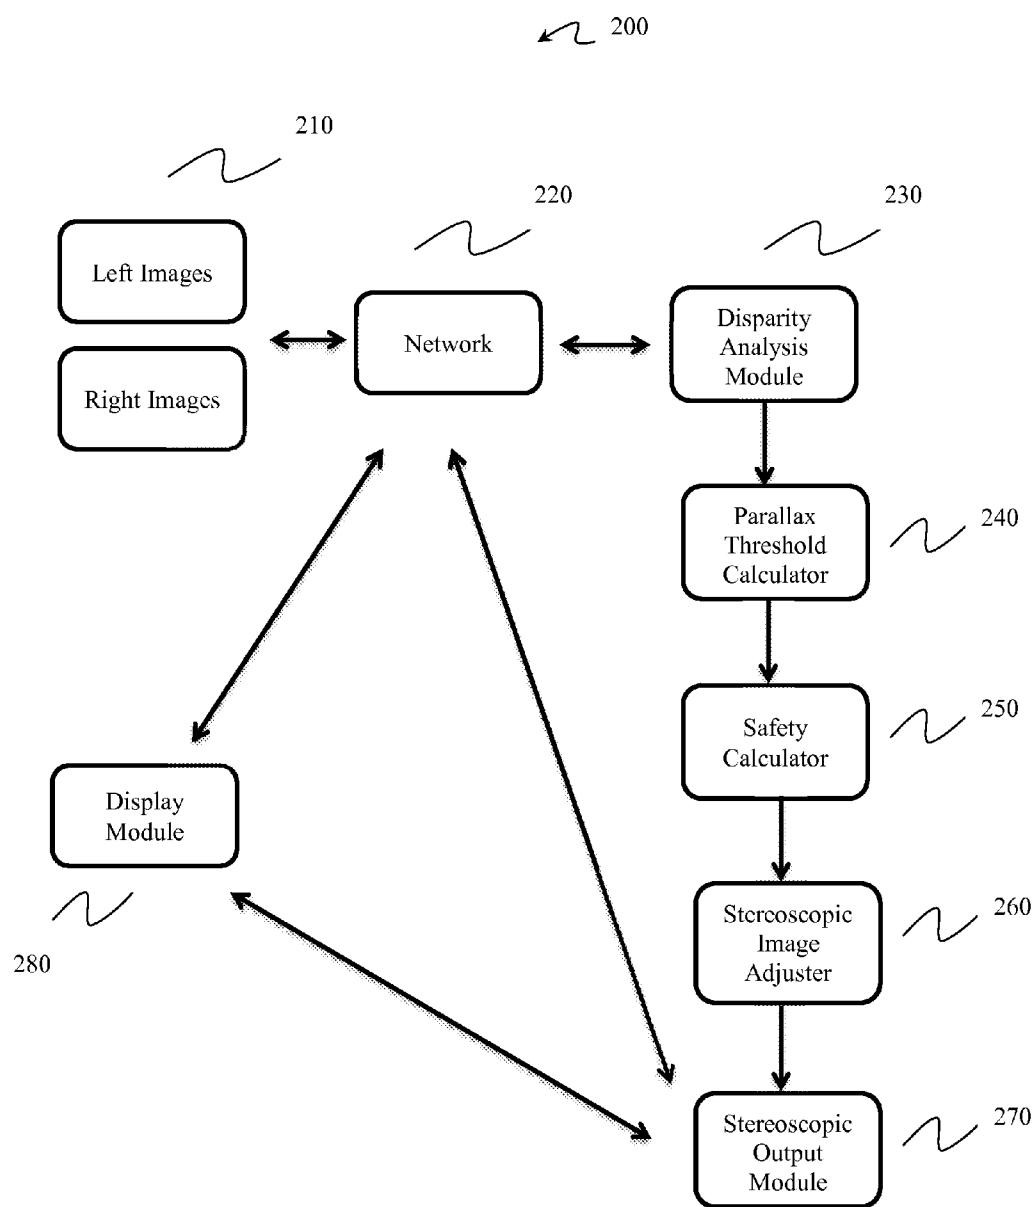 200
210
220
230
Left Images
Right Images
Network
Disparity
Analysis
Module
Parallax
Threshold
Calculator
240
Safety
Calculator
250
Display
Module
280
Stereoscopic
Image
Adjuster
260
Stereoscopic
Output
Module
270